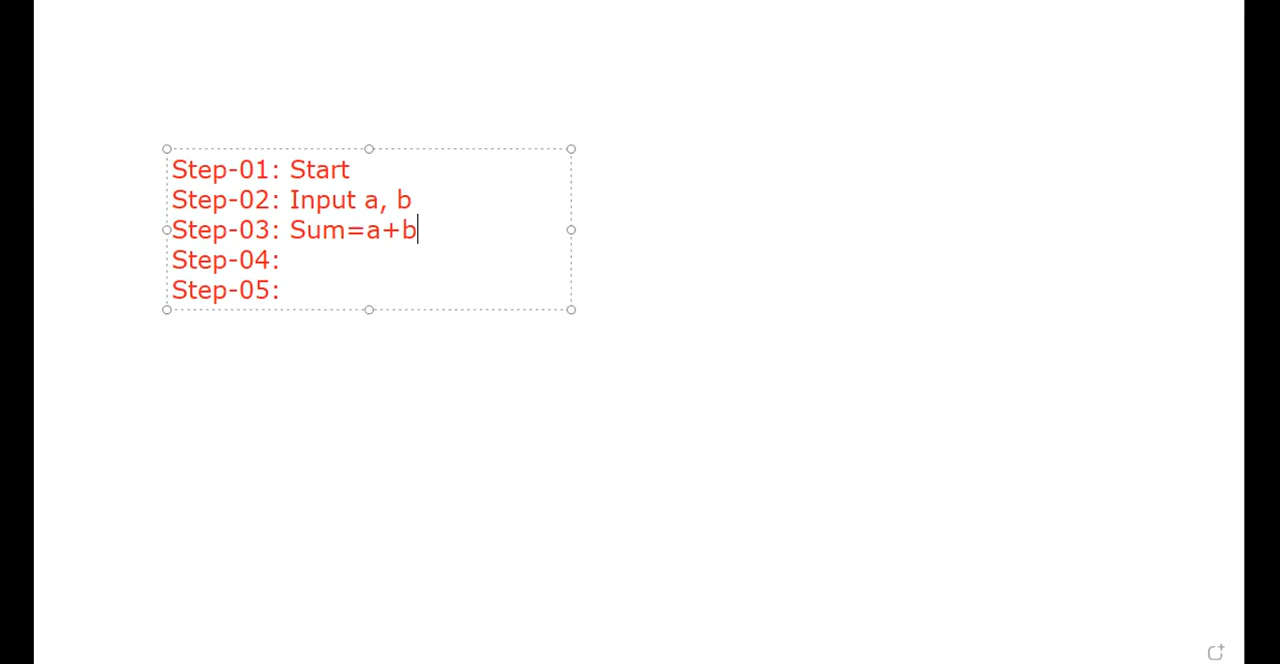 Step-01: Start
Step-02: Input a, b
Step-03: Sum=a+b
Step-04:
Step-05: